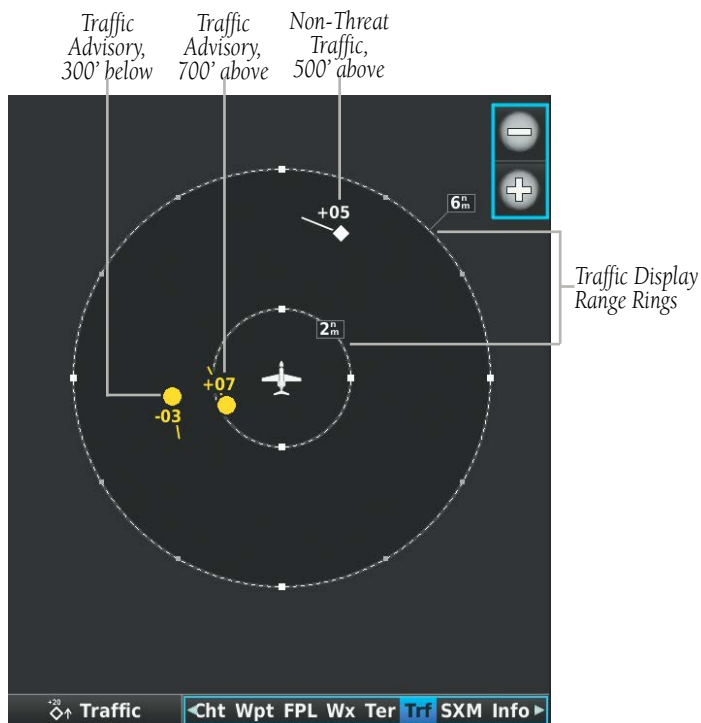 Traffic
Advisory,
300' below
Traffic
Advisory,
700' above
Non-Threat
Traffic,
500' above
+05
6nm
Traffic Display
Range Rings
2nm
+07
-03
+20
Traffic
Cht Wpt FPL Wx Ter Trf SXM Info